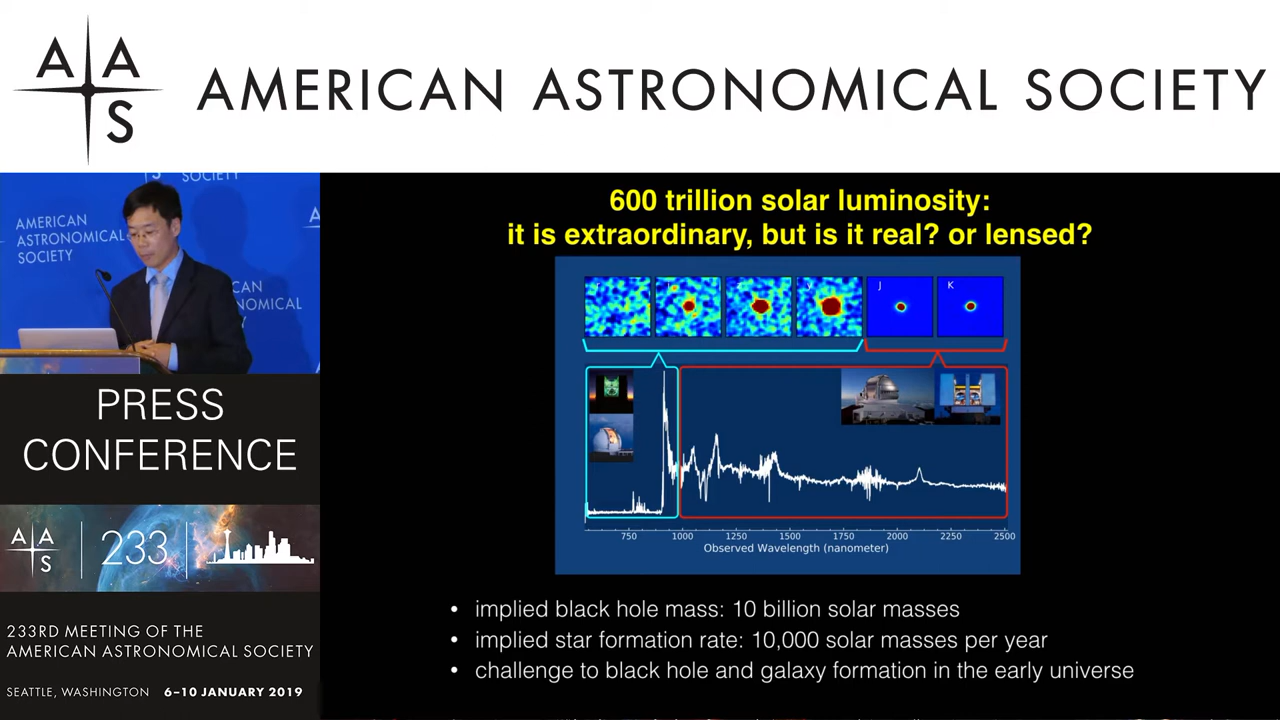 A A
S
AMERICAN ASTRONOMICAL SOCIETY
SOCIETY
AMERICAN
ASTRONOMICAL
SOCIETY
CAN
NOMICAL
PRESS
CONFERENCE
A A
S
233
233RD MEETING OF THE
AMERICAN ASTRONOMICAL SOCIETY
SEATTLE, WASHINGTON 6–10 JANUARY 2019
600 trillion solar luminosity:
it is extraordinary, but is it real? or lensed?
J K
750 1000 1250 1500 1750 2000 2250 2500
Observed Wavelength (nanometer)
• implied black hole mass: 10 billion solar masses
• implied star formation rate: 10,000 solar masses per year
• challenge to black hole and galaxy formation in the early universe